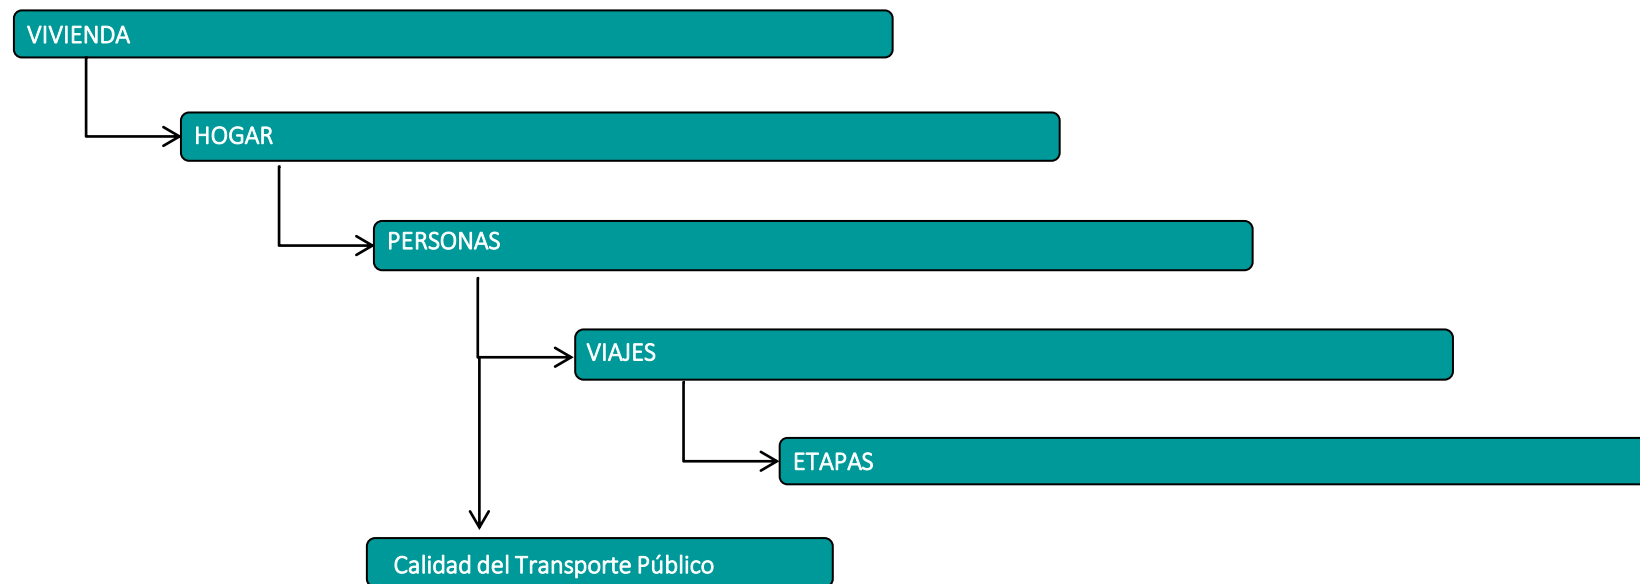 VIVIENDA
HOGAR
PERSONAS
VIAJES
ETAPAS
Calidad del Transporte Público